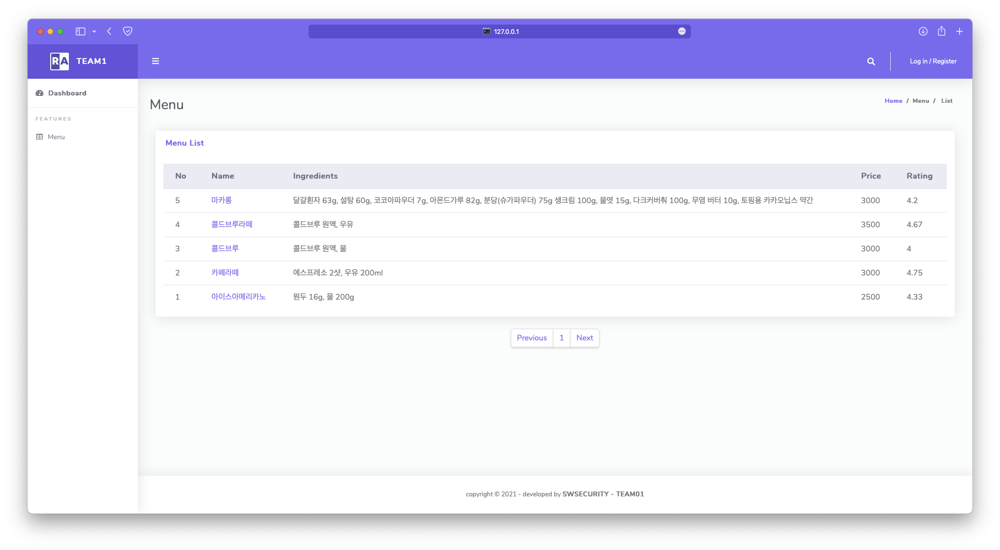 127.0.0.1
RA TEAM1
Log in / Register
Dashboard
FEATURES
Menu
Menu
Home / Menu / List
Menu List
No Name Ingredients Price Rating
5 마카롱 달걀흰자 63g, 설탕 60g, 코코아파우더 7g, 아몬드가루 82g, 분당(슈가파우더) 75g 생크림 100g, 물엿 15g, 다크커버춰 100g, 무염 버터 10g, 토핑용 카카오닙스 약간 3000 4.2
4 콜드브루라떼 콜드브루 원액, 우유 3500 4.67
3 콜드브루 콜드브루 원액, 물 3000 4
2 카페라떼 에스프레소 2샷, 우유 200ml 3000 4.75
1 아이스아메리카노 원두 16g, 물 200g 2500 4.33
Previous 1 Next
copyright © 2021 - developed by SWSECURITY - TEAM01